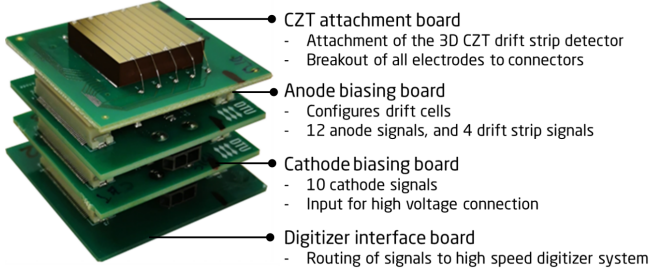 CZT attachment board
- Attachment of the 3D CZT drift strip detector
- Breakout of all electrodes to connectors
Anode biasing board
- Configures drift cells
- 12 anode signals, and 4 drift strip signals
Cathode biasing board
- 10 cathode signals
- Input for high voltage connection
Digitizer interface board
- Routing of signals to high speed digitizer system
DTU
DTU